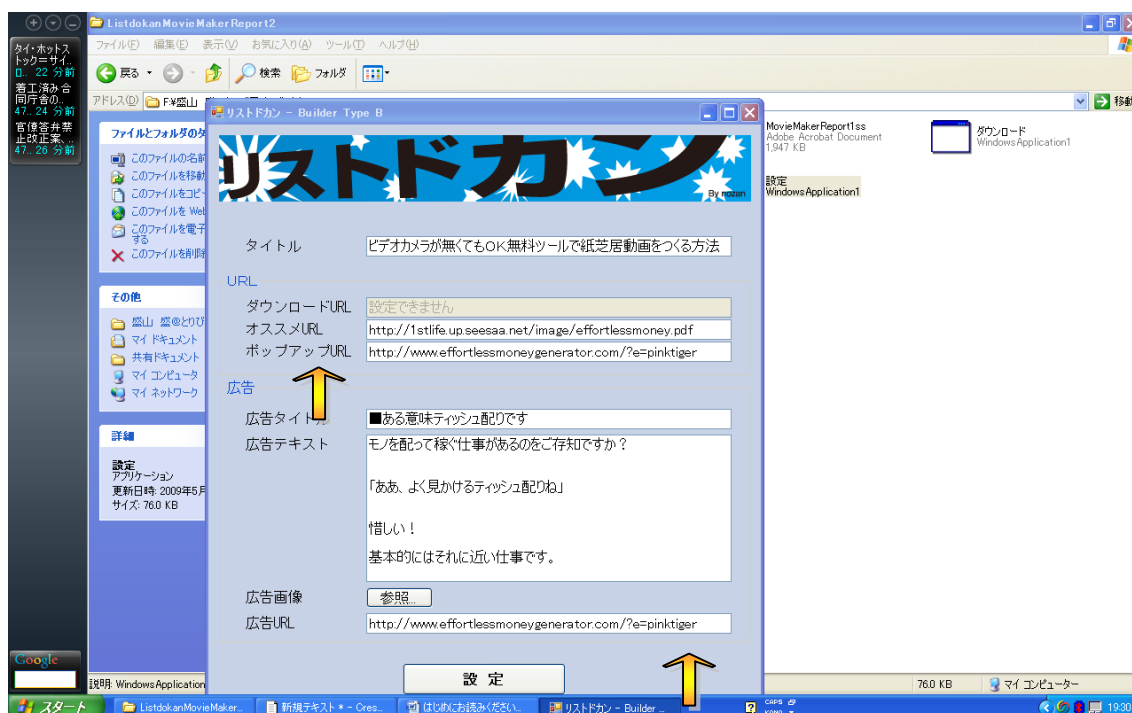 ListdokanMovieMakerReport2
ファイル(F) 編集(E) 表示(V) お気に入り(A) ツール(T) ヘルプ(H)
戻る 検索 フォルダ
アドレス(D) F:¥盛山 移動
タイ・ホットス
トック＝サイ..
0.. 22 分前
着工済み合
同庁舎の..
47.. 24 分前
官僚答弁禁
止改正案、..
47.. 26 分前
Google
ファイルとフォルダのタ
このファイルの名前
このファイルを移動
このファイルをコピー
このファイルを Web
このファイルを電子
する
このファイルを削除
その他
盛山 盛@とりび
マイ ドキュメント
共有ドキュメント
マイ コンピュータ
マイ ネットワーク
詳細
設定
アプリケーション
更新日時: 2009年5月
サイズ: 76.0 KB
リストドカン - Builder Type B
リストドカン
By nozan
タイトル ビデオカメラが無くてもOK無料ツールで紙芝居動画をつくる方法
URL
ダウンロードURL 設定できません
オススメURL http://1stlife.up.seesaa.net/image/effortlessmoney.pdf
ポップアップURL http://www.effortlessmoneygenerator.com/?e=pinktiger
広告
広告タイトル ■ある意味ティッシュ配りです
広告テキスト モノを配って稼ぐ仕事があるのをご存知ですか？
「ああ、よく見かけるティッシュ配りね」
惜しい！
基本的にはそれに近い仕事です。
広告画像 参照...
広告URL http://www.effortlessmoneygenerator.com/?e=pinktiger
設 定
MovieMakerReport1ss
Adobe Acrobat Document
1,947 KB
ダウンロード
WindowsApplication1
設定
WindowsApplication1
説明: WindowsApplication 76.0 KB マイ コンピューター
スタート ListdokanMovieMaker... 新規テキスト * - Cres... はじめにお読みください... リストドカン - Builder ... CAPS KANA 19:30